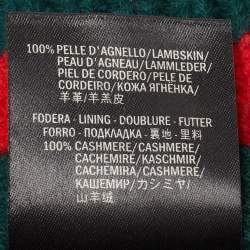 100% PELLE D'AGNELLO/LAMBSKIN/
PEAU D'AGNEAU/LAMMLEDER/
PIEL DE CORDERO/PELE DE
CORDEIRO/КОЖА ЯГНЁНКА/
羊革/羊羔皮
FODERA - LINING - DOUBLURE - FUTTER
FORRO - ПОДКЛАДКА - 裏地 - 里料
100% CASHMERE/CASHMERE/
CACHEMIRE/KASCHMIR/
CACHEMIRA/CASHMERE/
КАШЕМИР/カシミヤ/
山羊绒